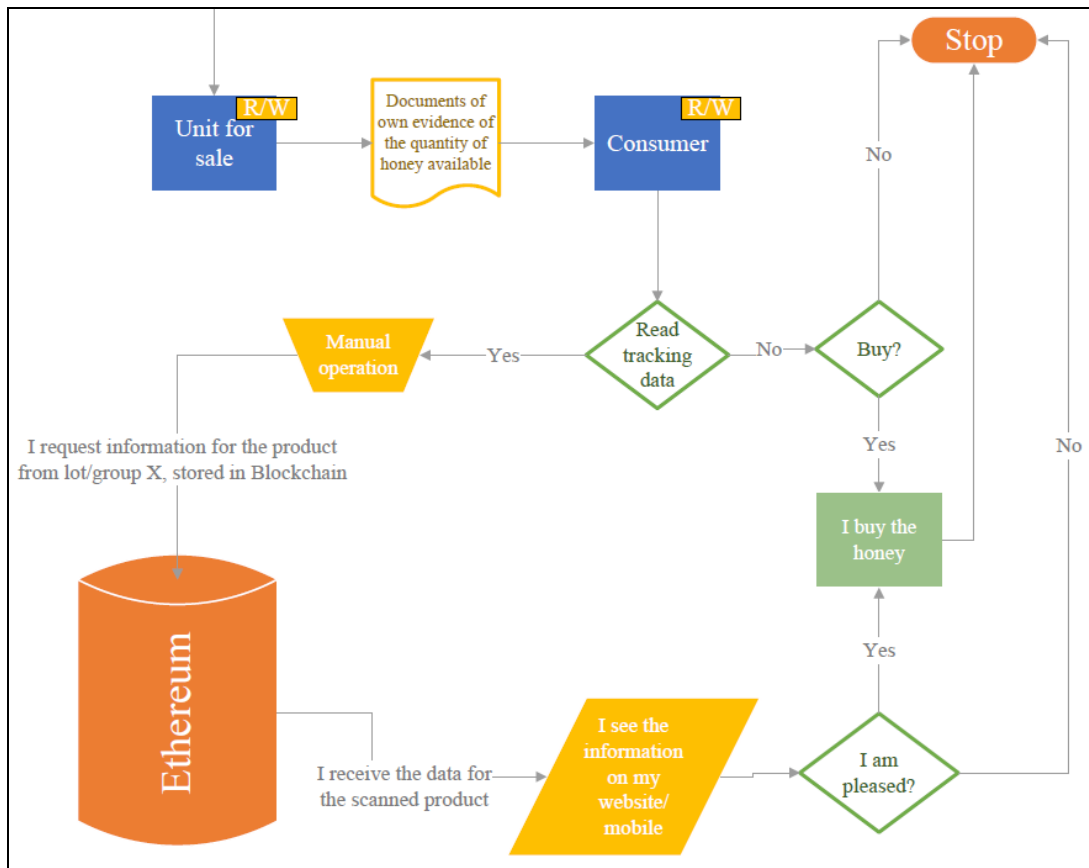 Stop
R/W
Unit for
sale
Documents of
own evidence of
the quantity of
honey available
R/W
Consumer
No
Manual
operation
Yes
Read
tracking
data
No
Buy?
I request information for the product
from lot/group X, stored in Blockchain
Yes
No
I buy the
honey
Ethereum
Yes
I receive the data for
the scanned product
I see the
information
on my
website/
mobile
I am
pleased?